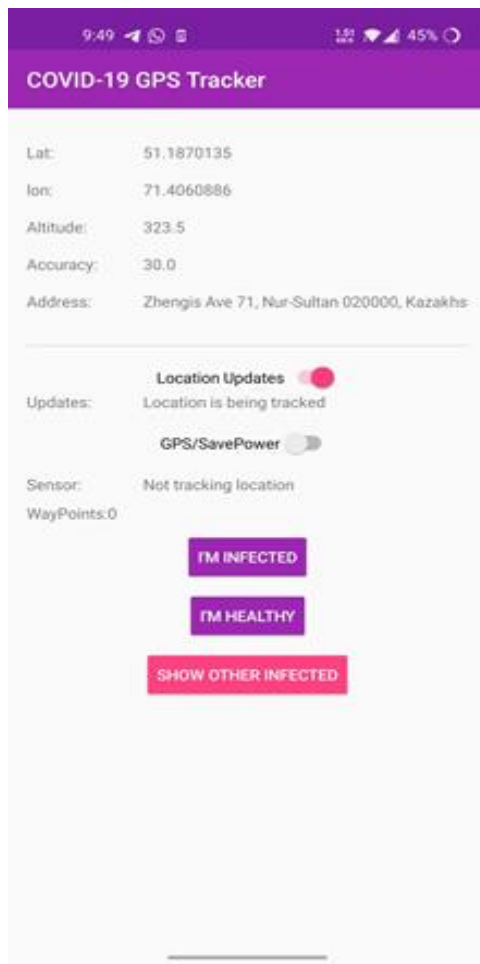 9:49 45%
COVID-19 GPS Tracker
Lat: 51.1870135
lon: 71.4060886
Altitude: 323.5
Accuracy: 30.0
Address: Zhengis Ave 71, Nur-Sultan 020000, Kazakhs
Location Updates
Updates: Location is being tracked
GPS/SavePower
Sensor: Not tracking location
WayPoints:0
I'M INFECTED
I'M HEALTHY
SHOW OTHER INFECTED